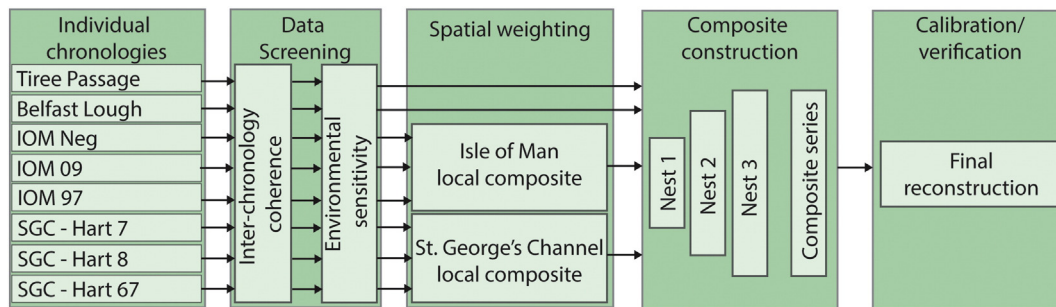 Individual
chronologies
Tiree Passage
Belfast Lough
IOM Neg
IOM 09
IOM 97
SGC - Hart 7
SGC - Hart 8
SGC - Hart 67
Data
Screening
Inter-chronology
coherence
Environmental
sensitivity
Spatial weighting
Isle of Man
local composite
St. George's Channel
local composite
Composite
construction
Nest 1
Nest 2
Nest 3
Composite series
Calibration/
verification
Final
reconstruction